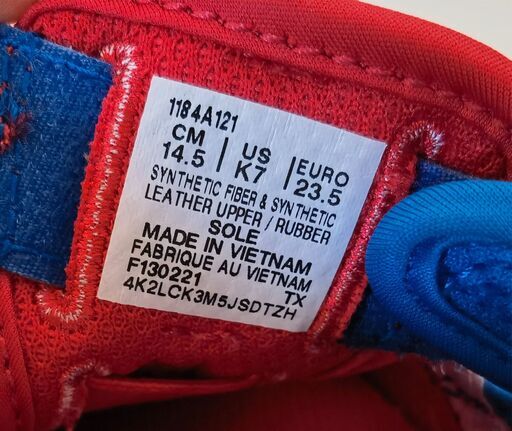 1184A121
CM | US | EURO
14.5 | K7 | 23.5
SYNTHETIC FIBER & SYNTHETIC
LEATHER UPPER / RUBBER
SOLE
MADE IN VIETNAM
FABRIQUE AU VIETNAM
F130221 TX
4K2LCK3M5JSDTZH